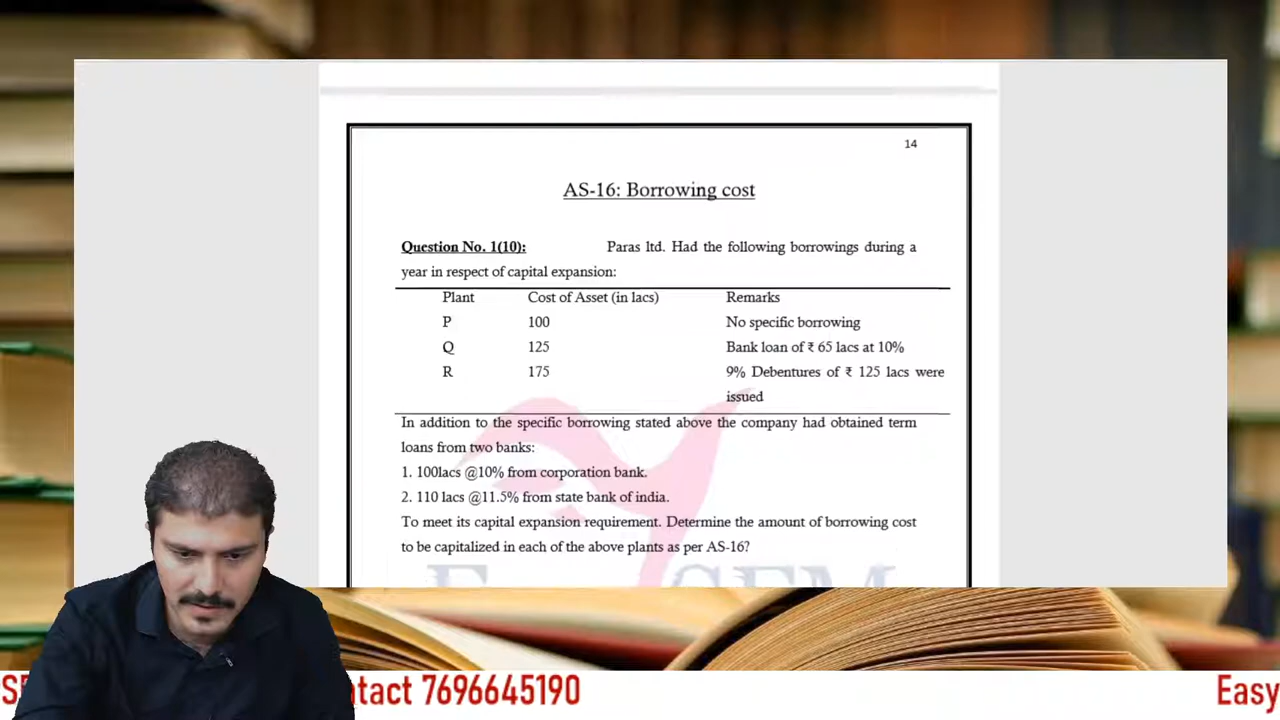 14
AS-16: Borrowing cost
Question No. 1(10): Paras ltd. Had the following borrowings during a
year in respect of capital expansion:
Plant Cost of Asset (in lacs) Remarks
P 100 No specific borrowing
Q 125 Bank loan of ₹ 65 lacs at 10%
R 175 9% Debentures of ₹ 125 lacs were
issued
In addition to the specific borrowing stated above the company had obtained term
loans from two banks:
1. 100lacs @10% from corporation bank.
2. 110 lacs @11.5% from state bank of india.
To meet its capital expansion requirement. Determine the amount of borrowing cost
to be capitalized in each of the above plants as per AS-16?
7696645190
Easy